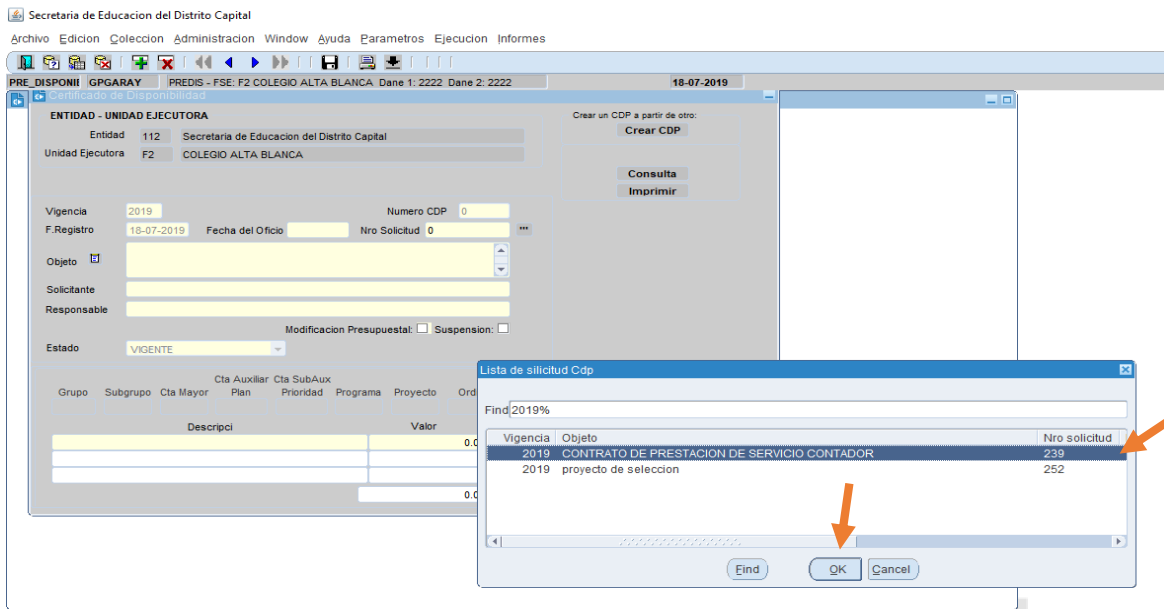 Secretaria de Educacion del Distrito Capital
Archivo Edicion Coleccion Administracion Window Ayuda Parametros Ejecucion Informes
PRE_DISPONII GPGARAY PREDIS - FSE: F2 COLEGIO ALTA BLANCA Dane 1: 2222 Dane 2: 2222 18-07-2019
Certificado de Disponibilidad
ENTIDAD - UNIDAD EJECUTORA Crear un CDP a partir de otro:
Crear CDP
Entidad 112 Secretaria de Educacion del Distrito Capital
Unidad Ejecutora F2 COLEGIO ALTA BLANCA
Consulta
Imprimir
Vigencia 2019 Numero CDP 0
F.Registro 18-07-2019 Fecha del Oficio Nro Solicitud 0 ...
Objeto
Solicitante
Responsable
Modificacion Presupuestal: Suspension:
Estado VIGENTE
Cta Auxiliar Cta SubAux
Grupo Subgrupo Cta Mayor Plan Prioridad Programa Proyecto Ordi
Descripci Valor
0.0
0.0
Lista de silicitud Cdp
Find 2019%
Vigencia Objeto Nro solicitud
2019 CONTRATO DE PRESTACION DE SERVICIO CONTADOR 239
2019 proyecto de seleccion 252
Find OK Cancel